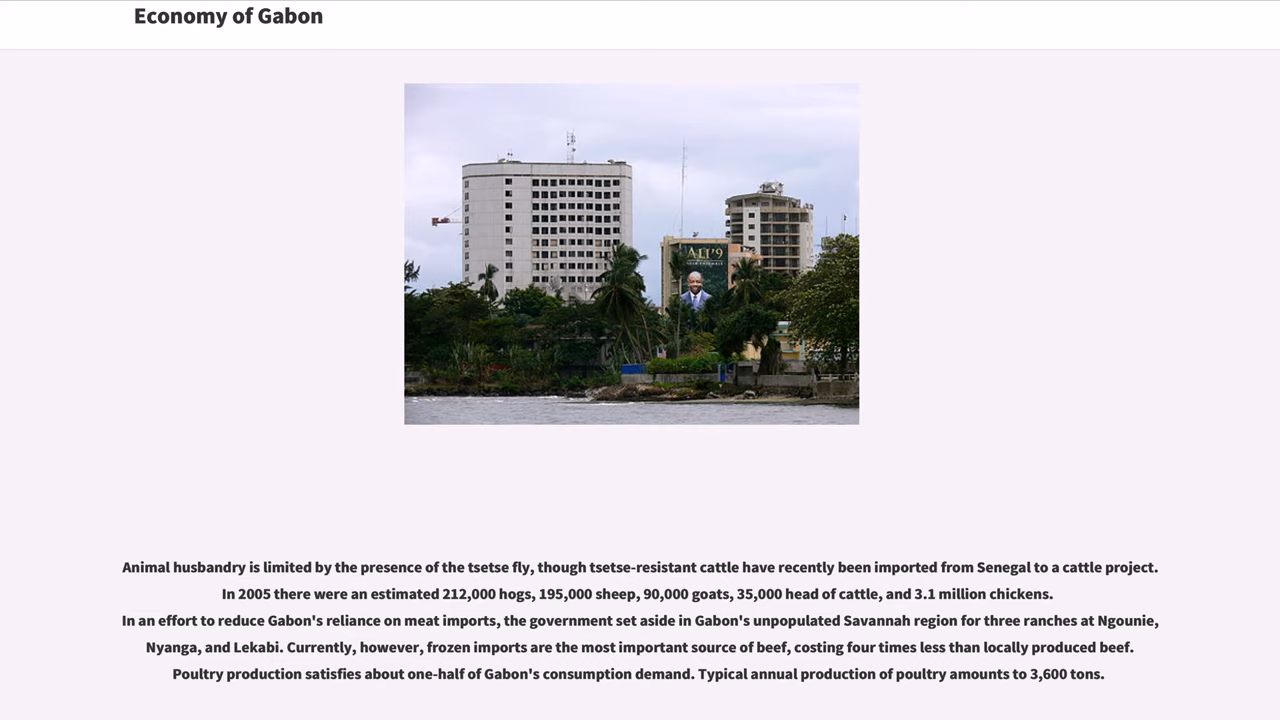 Economy of Gabon
ALI'9
Animal husbandry is limited by the presence of the tsetse fly, though tsetse-resistant cattle have recently been imported from Senegal to a cattle project.
In 2005 there were an estimated 212,000 hogs, 195,000 sheep, 90,000 goats, 35,000 head of cattle, and 3.1 million chickens.
In an effort to reduce Gabon's reliance on meat imports, the government set aside in Gabon's unpopulated Savannah region for three ranches at Ngounie,
Nyanga, and Lekabi. Currently, however, frozen imports are the most important source of beef, costing four times less than locally produced beef.
Poultry production satisfies about one-half of Gabon's consumption demand. Typical annual production of poultry amounts to 3,600 tons.